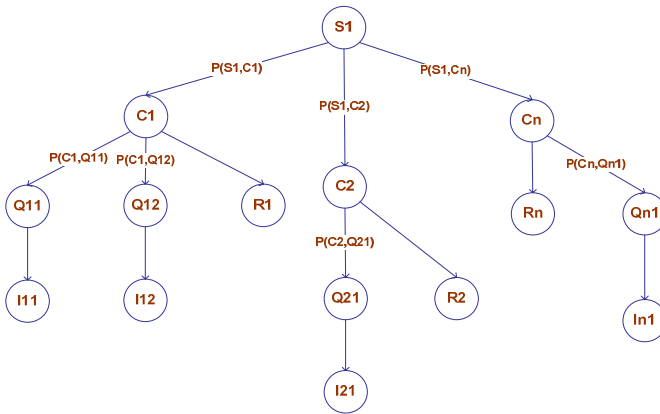 S1
P(S1,C1)
P(S1,Cn)
P(S1,C2)
C1
Cn
P(C1,Q11)
P(C1,Q12)
P(Cn,Qn1)
C2
Q11
Q12
R1
Rn
Qn1
P(C2,Q21)
I11
I12
Q21
R2
In1
I21